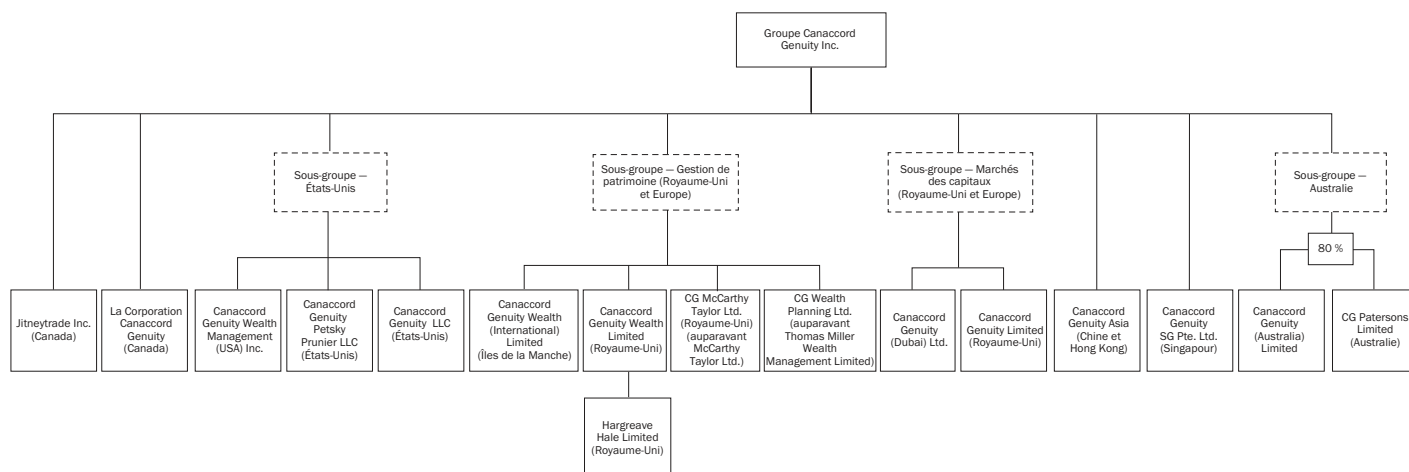 Groupe Canaccord
Genuity Inc.
Sous-groupe —
États-Unis
Sous-groupe — Gestion de
patrimoine (Royaume-Uni
et Europe)
Sous-groupe — Marchés
des capitaux
(Royaume-Uni et Europe)
Sous-groupe —
Australie
80 %
Jitneytrade Inc.
(Canada)
La Corporation
Canaccord
Genuity
(Canada)
Canaccord
Genuity Wealth
Management
(USA) Inc.
Canaccord
Genuity
Petsky
Prunier LLC
(États-Unis)
Canaccord
Genuity LLC
(États-Unis)
Canaccord
Genuity Wealth
(International)
Limited
(Îles de la Manche)
Canaccord
Genuity Wealth
Limited
(Royaume-Uni)
CG McCarthy
Taylor Ltd.
(Royaume-Uni)
(auparavant
McCarthy
Taylor Ltd.)
CG Wealth
Planning Ltd.
(auparavant
Thomas Miller
Wealth
Management Limited)
Canaccord
Genuity
(Dubai) Ltd.
Canaccord
Genuity Limited
(Royaume-Uni)
Canaccord
Genuity Asia
(Chine et
Hong Kong)
Canaccord
Genuity
SG Pte. Ltd.
(Singapour)
Canaccord
Genuity
(Australia)
Limited
CG Patersons
Limited
(Australie)
Hargreave
Hale Limited
(Royaume-Uni)